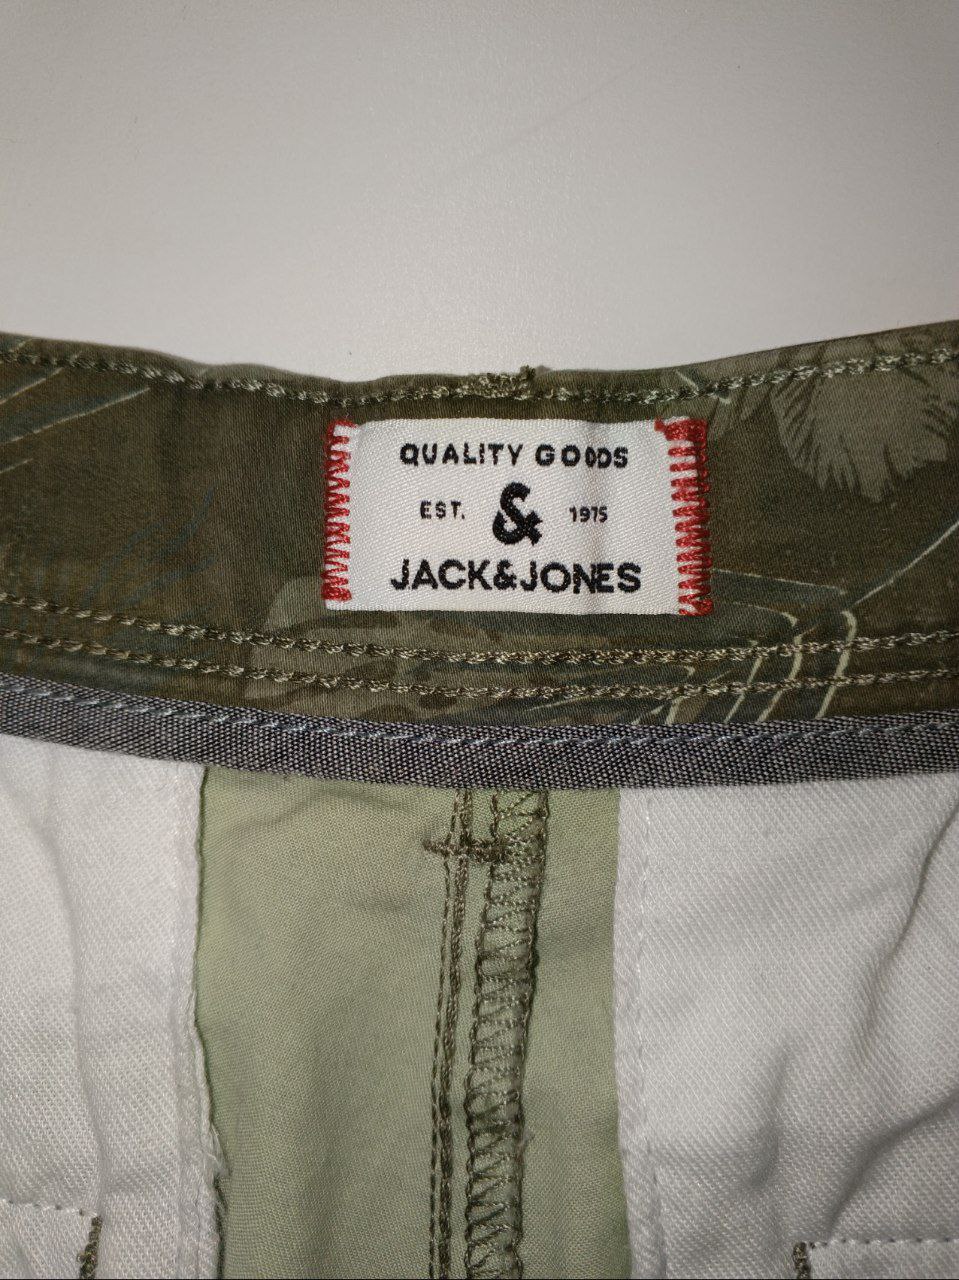 QUALITY GOODS
EST. & 1975
JACK&JONES